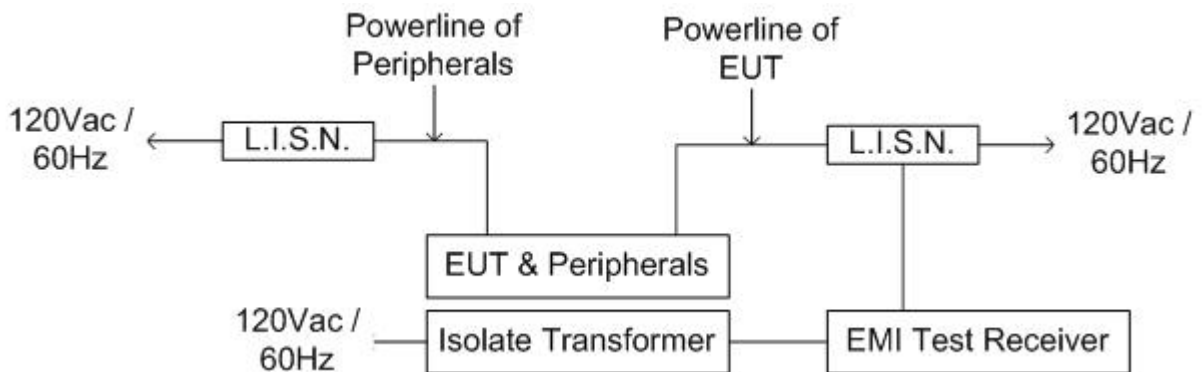 Powerline of
Peripherals
Powerline of
EUT
120Vac /
60Hz
L.I.S.N.
L.I.S.N.
120Vac /
60Hz
EUT & Peripherals
120Vac /
60Hz
Isolate Transformer
EMI Test Receiver